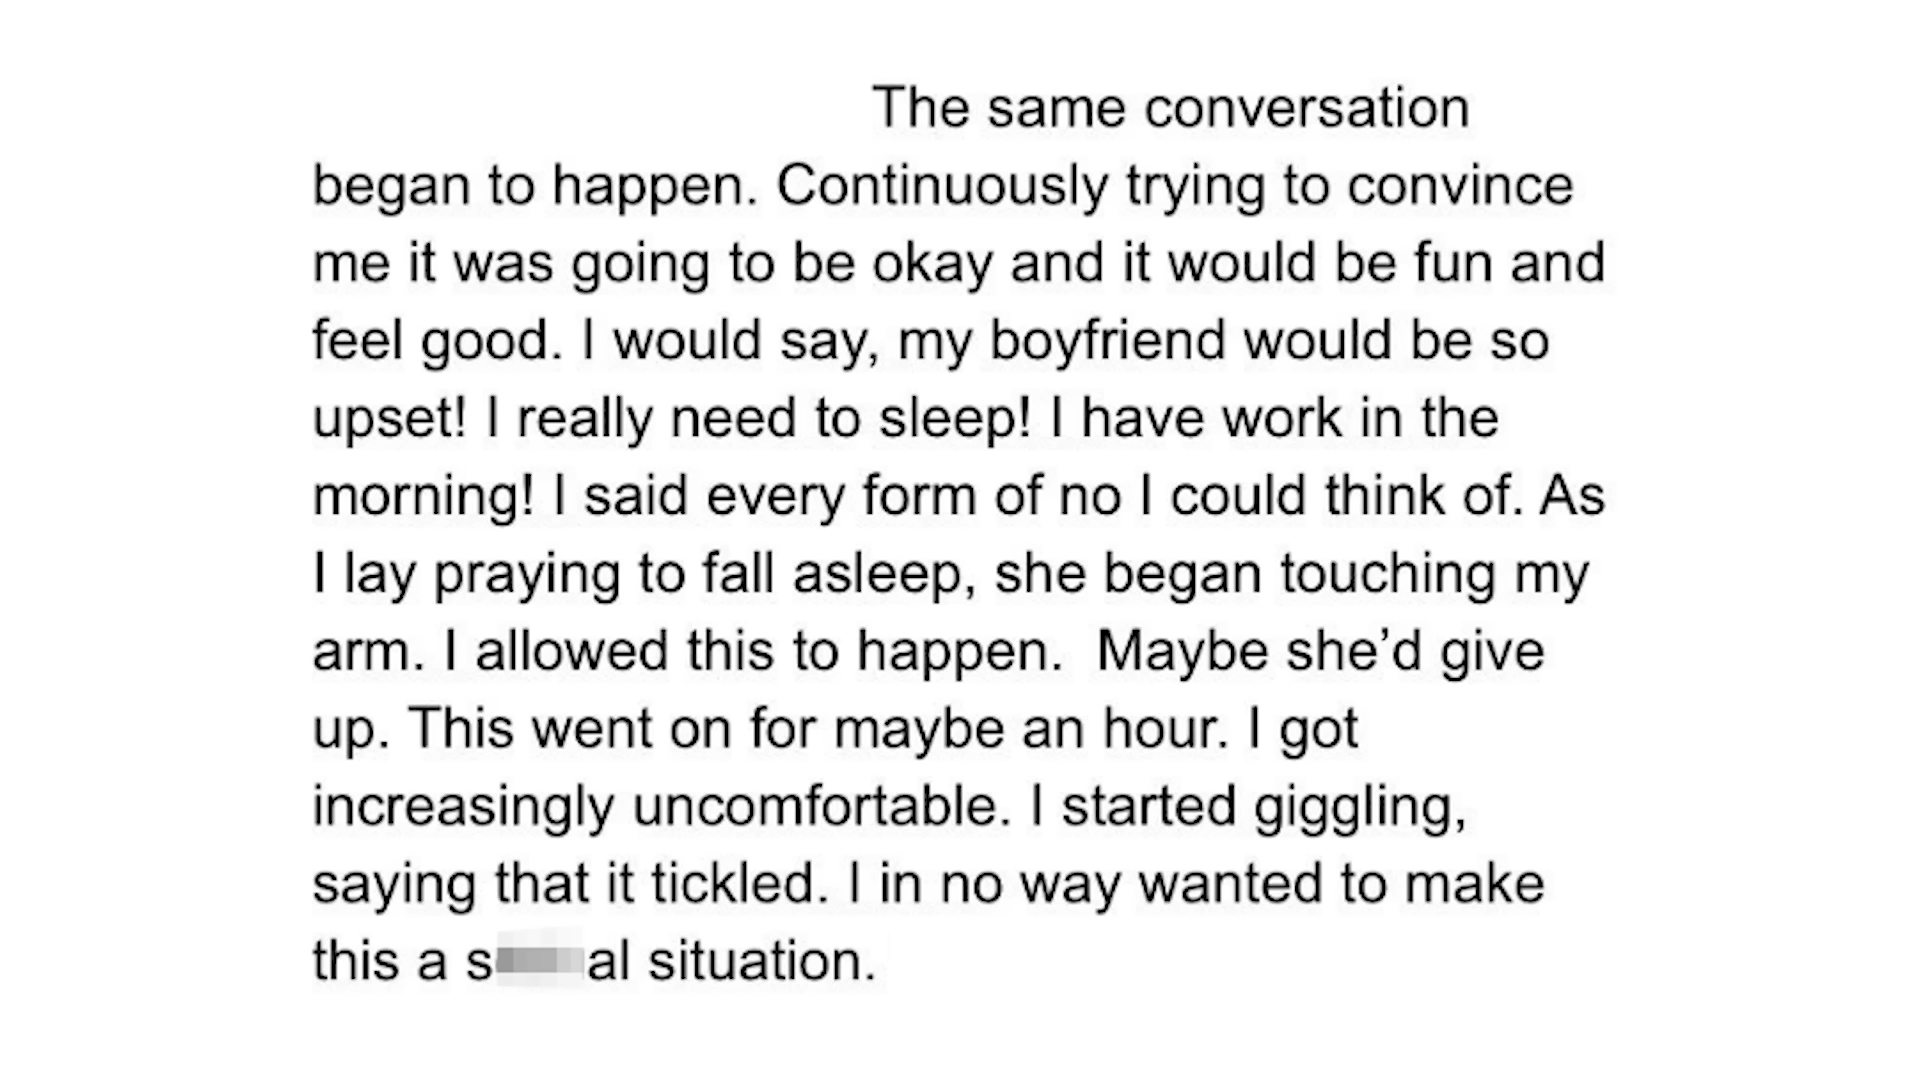 The same conversation
began to happen. Continuously trying to convince
me it was going to be okay and it would be fun and
feel good. I would say, my boyfriend would be so
upset! I really need to sleep! I have work in the
morning! I said every form of no I could think of. As
I lay praying to fall asleep, she began touching my
arm. I allowed this to happen.  Maybe she’d give
up. This went on for maybe an hour. I got
increasingly uncomfortable. I started giggling,
saying that it tickled. I in no way wanted to make
this a situation.